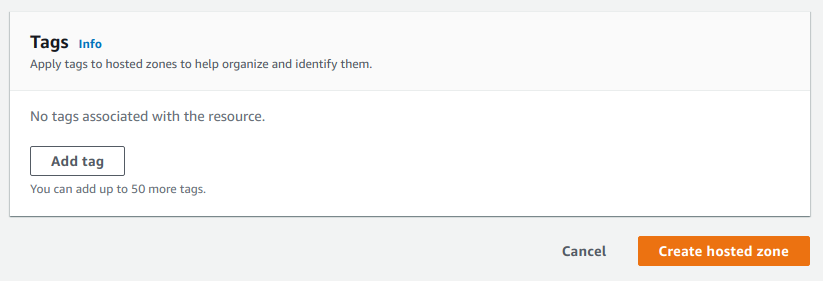 Tags Info
Apply tags to hosted zones to help organize and identify them.
No tags associated with the resource.
Add tag
You can add up to 50 more tags.
Cancel Create hosted zone